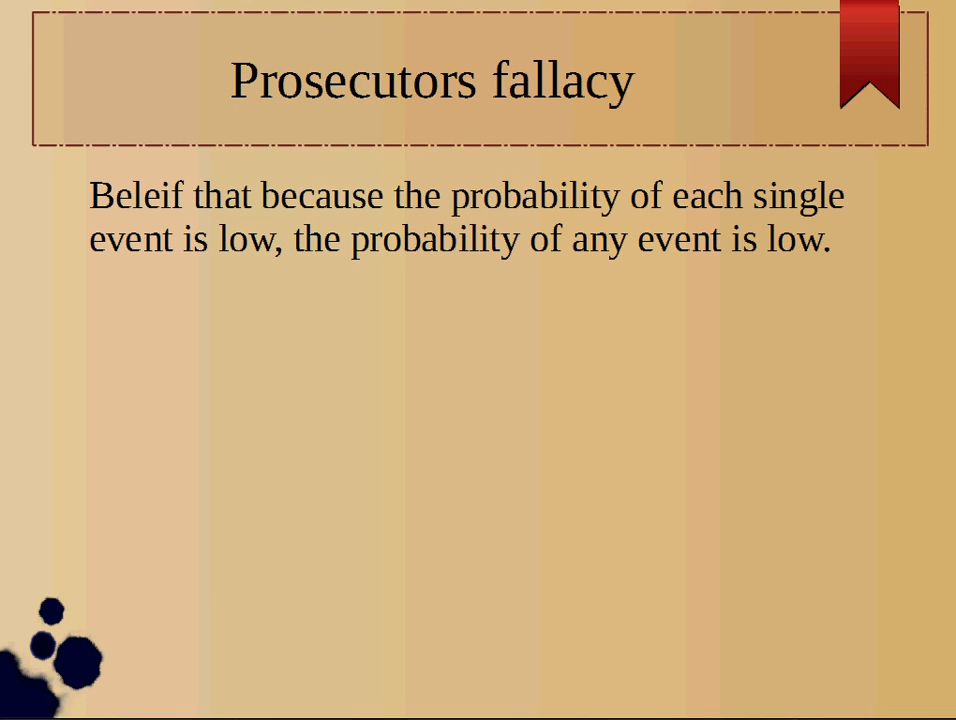 Prosecutors fallacy
Beleif that because the probability of each single
event is low, the probability of any event is low.